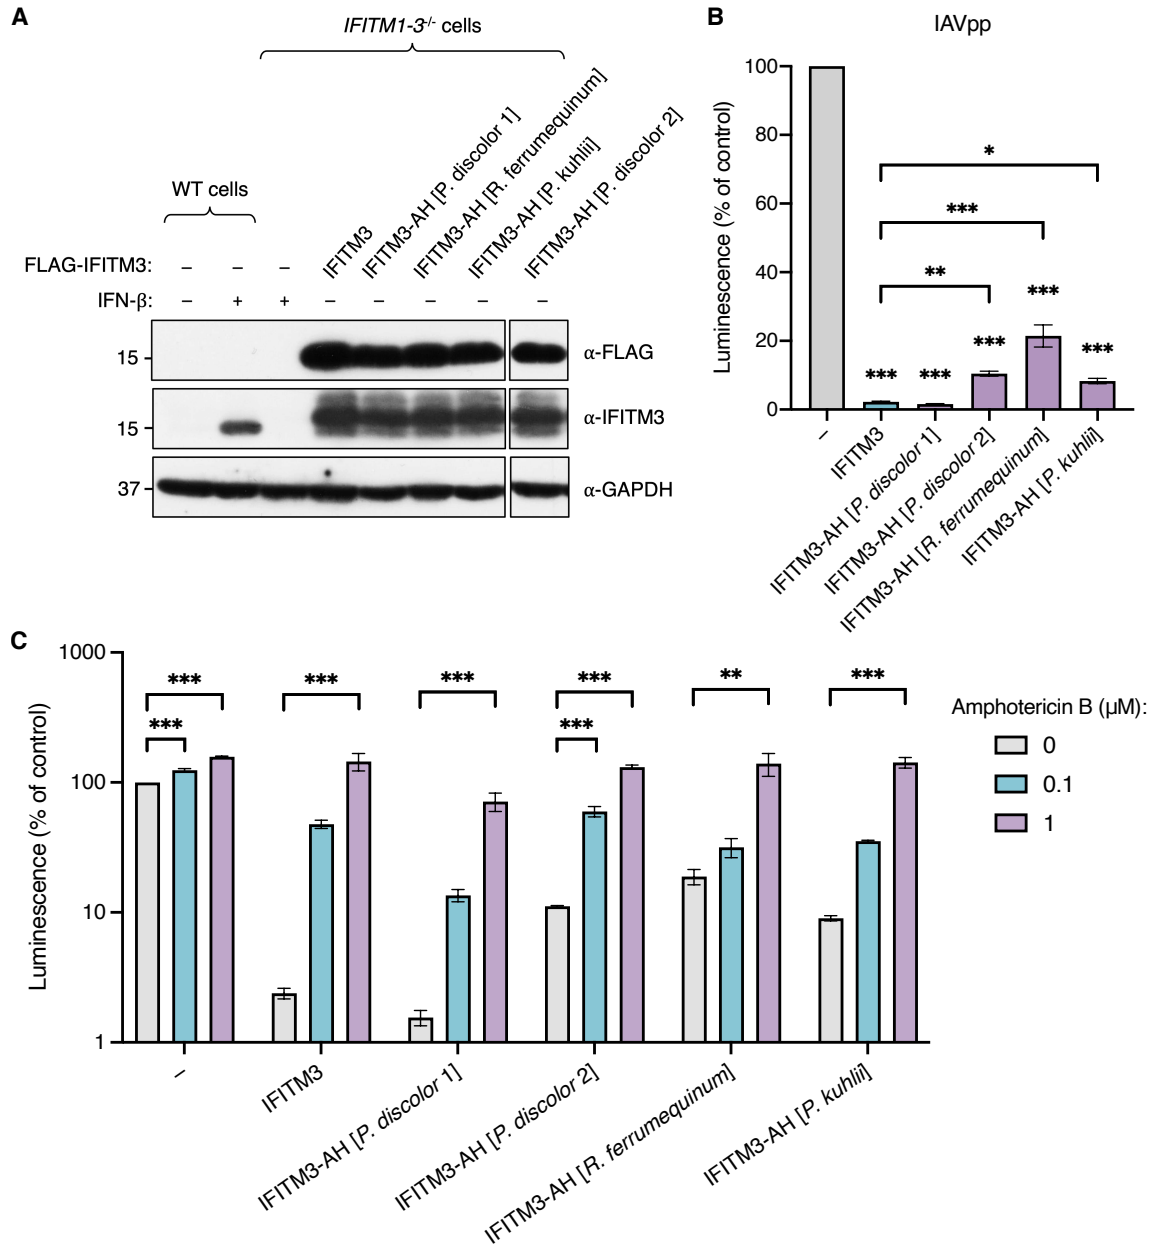 A
IFITM1-3-/- cells
WT cells
FLAG-IFITM3:
– – – IFITM3 IFITM3-AH [P. discolor 1] IFITM3-AH [R. ferrumequinum] IFITM3-AH [P. kuhlii] IFITM3-AH [P. discolor 2]
IFN-β: – + + – – – – –
15 α-FLAG
15 α-IFITM3
37 α-GAPDH
B
IAVpp
Luminescence (% of control)
100
80
60
40
20
0
*
***
**
*** *** *** *** ***
–
IFITM3
IFITM3-AH [P. discolor 1]
IFITM3-AH [P. discolor 2]
IFITM3-AH [R. ferrumequinum]
IFITM3-AH [P. kuhlii]
C
Luminescence (% of control)
1000
100
10
1
*** *** *** *** ** ***
*** ***
–
IFITM3
IFITM3-AH [P. discolor 1]
IFITM3-AH [P. discolor 2]
IFITM3-AH [R. ferrumequinum]
IFITM3-AH [P. kuhlii]
Amphotericin B (μM):
0
0.1
1